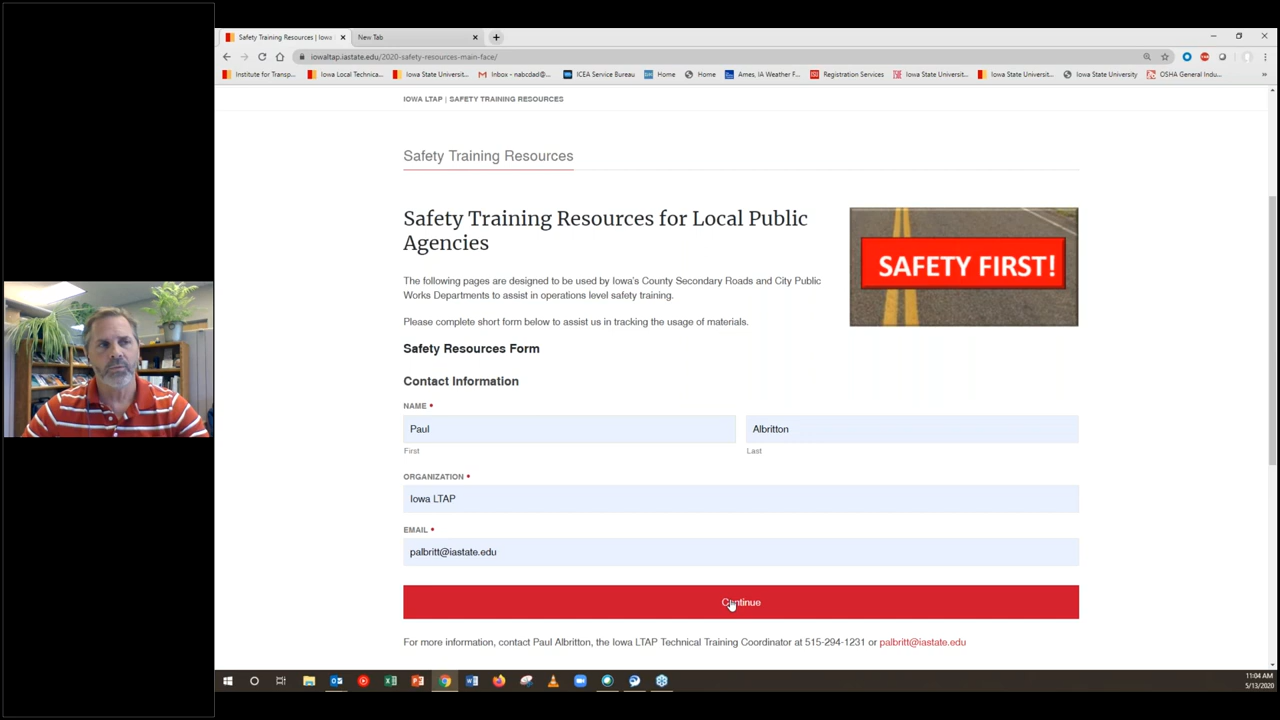 Safety Training Resources | Iowa
New Tab
iowaltap.iastate.edu/2020-safety-resources-main-face/
Institute for Transp...
Iowa Local Technica...
Iowa State Universit...
Inbox - nabcdad@...
ICEA Service Bureau
Home
Home
Ames, IA Weather F...
Registration Services
Iowa State Universit...
Iowa State Universit...
Iowa State University
OSHA General Indu...
IOWA LTAP | SAFETY TRAINING RESOURCES
Safety Training Resources
Safety Training Resources for Local Public
Agencies
SAFETY FIRST!
The following pages are designed to be used by Iowa's County Secondary Roads and City Public
Works Departments to assist in operations level safety training.
Please complete short form below to assist us in tracking the usage of materials.
Safety Resources Form
Contact Information
NAME •
Paul
Albritton
First
Last
ORGANIZATION •
Iowa LTAP
EMAIL •
palbritt@iastate.edu
Continue
For more information, contact Paul Albritton, the Iowa LTAP Technical Training Coordinator at 515-294-1231 or palbritt@iastate.edu
11:04 AM
5/13/2020